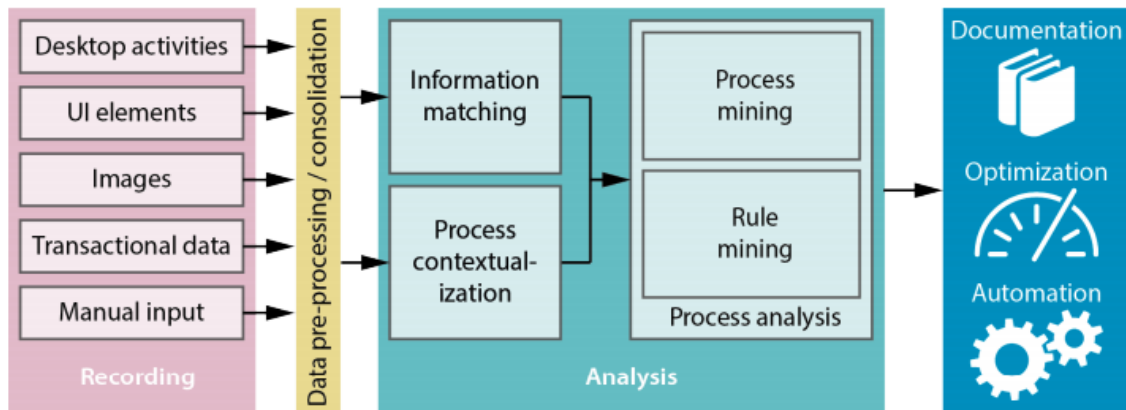 Desktop activities
UI elements
Images
Transactional data
Manual input
Recording
Data pre-processing / consolidation
Information
matching
Process
contextual-
ization
Process
mining
Rule
mining
Process analysis
Analysis
Documentation
Optimization
Automation